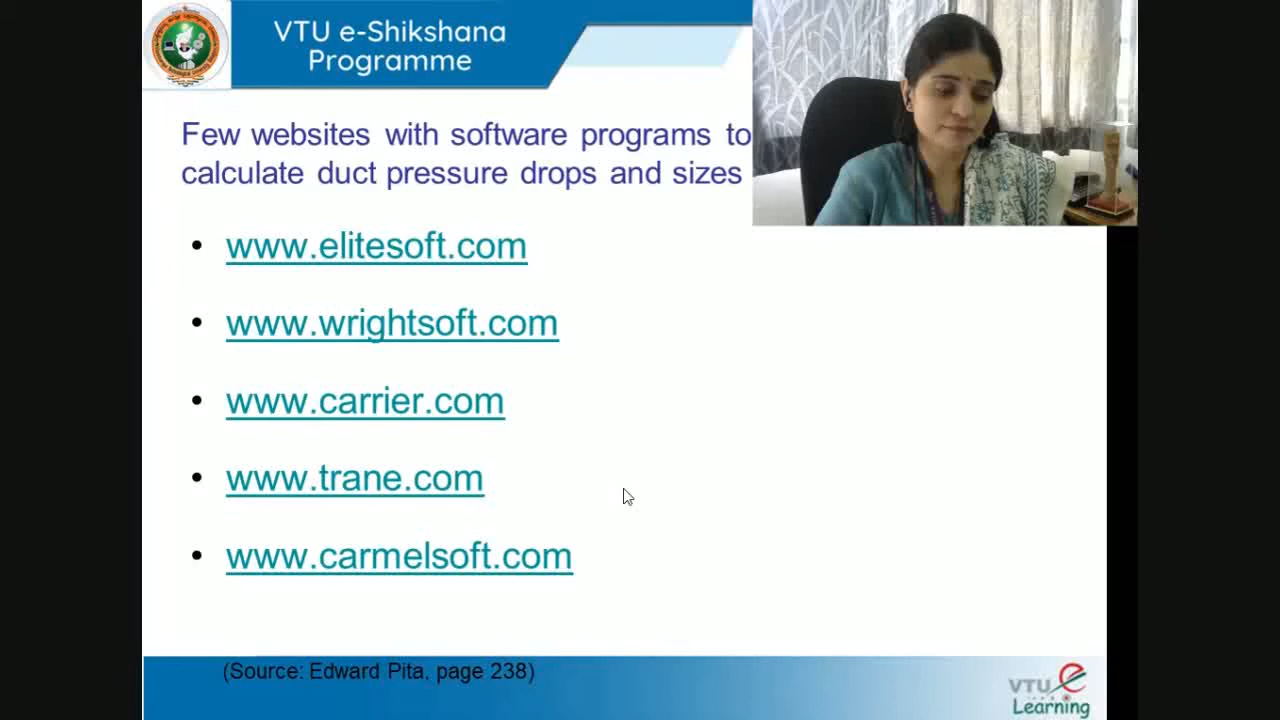 VTU e-Shikshana
Programme
Few websites with software programs to
calculate duct pressure drops and sizes
• www.elitesoft.com
• www.wrightsoft.com
• www.carrier.com
• www.trane.com
• www.carmelsoft.com
(Source: Edward Pita, page 238)
VTU e
Learning